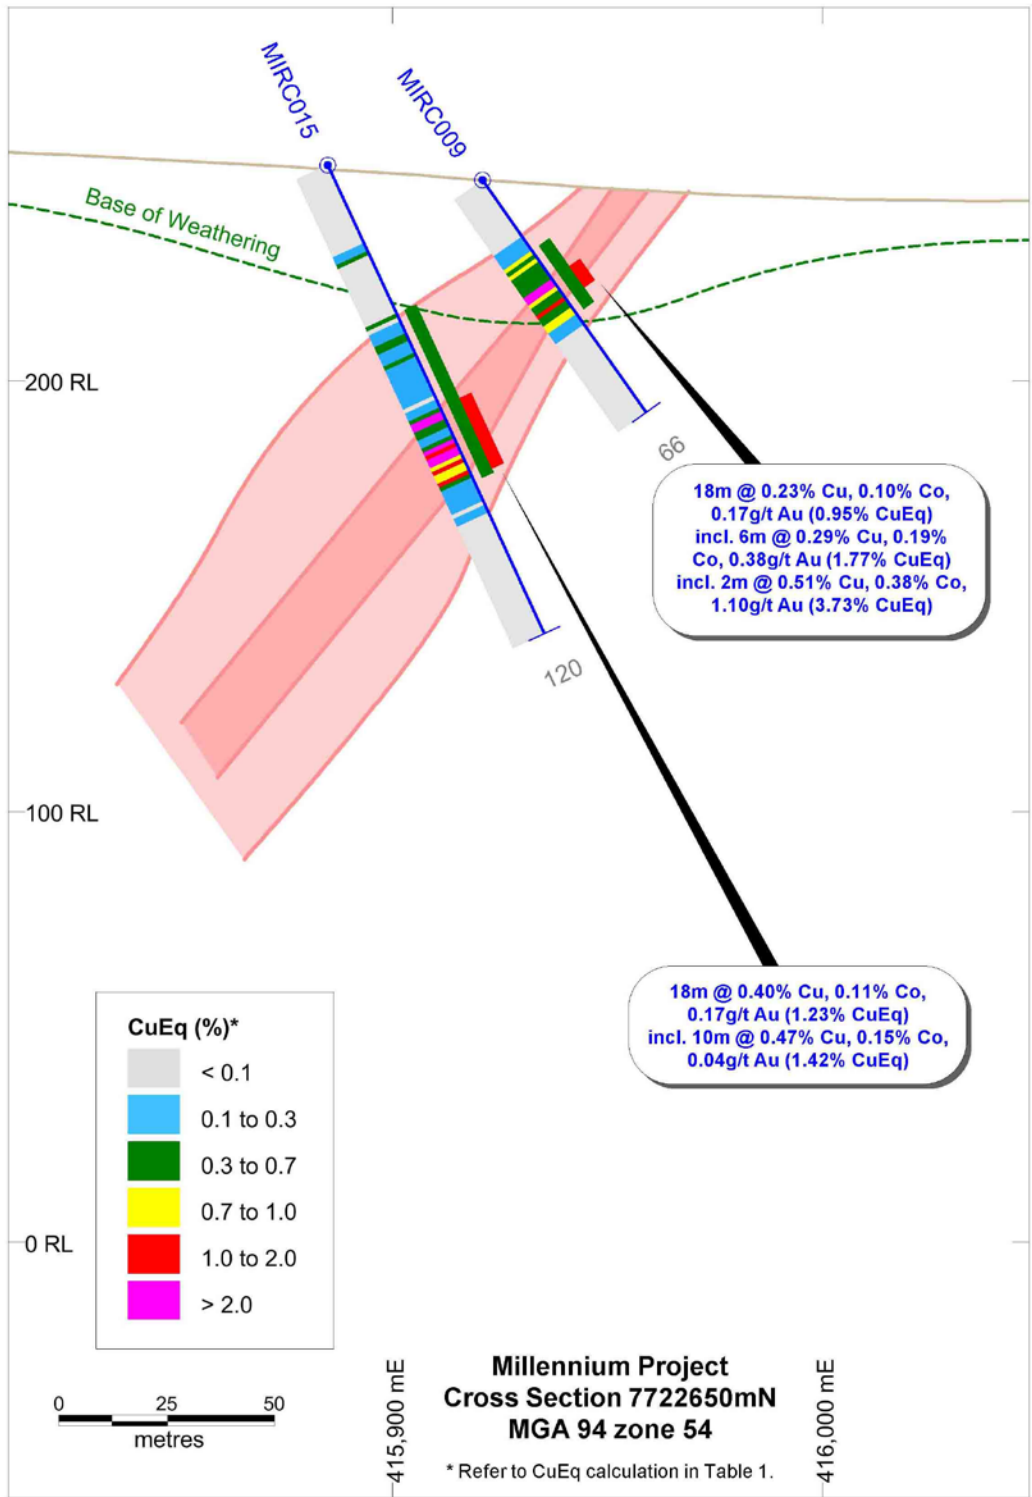 MIRC015
MIRC009
Base of Weathering
200 RL
66
18m @ 0.23% Cu, 0.10% Co,
0.17g/t Au (0.95% CuEq)
incl. 6m @ 0.29% Cu, 0.19%
Co, 0.38g/t Au (1.77% CuEq)
incl. 2m @ 0.51% Cu, 0.38% Co,
1.10g/t Au (3.73% CuEq)
120
100 RL
18m @ 0.40% Cu, 0.11% Co,
0.17g/t Au (1.23% CuEq)
incl. 10m @ 0.47% Cu, 0.15% Co,
0.04g/t Au (1.42% CuEq)
CuEq (%)*
< 0.1
0.1 to 0.3
0.3 to 0.7
0.7 to 1.0
1.0 to 2.0
> 2.0
0 RL
0 25 50
metres
415,900 mE
Millennium Project
Cross Section 7722650mN
MGA 94 zone 54
* Refer to CuEq calculation in Table 1.
416,000 mE